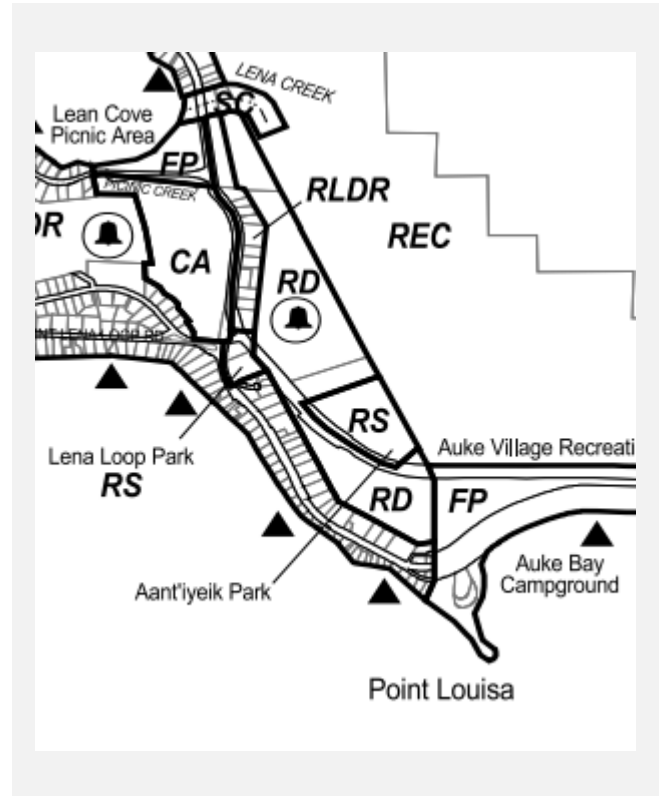 LENA CREEK
SC
Lean Cove
Picnic Area
FP
PICNIC CREEK
RLDR
DR
REC
CA
RD
RS
Lena Loop Park
RS
Auke Village Recreati
RD
FP
Auke Bay
Campground
Aant'iyeik Park
Point Louisa